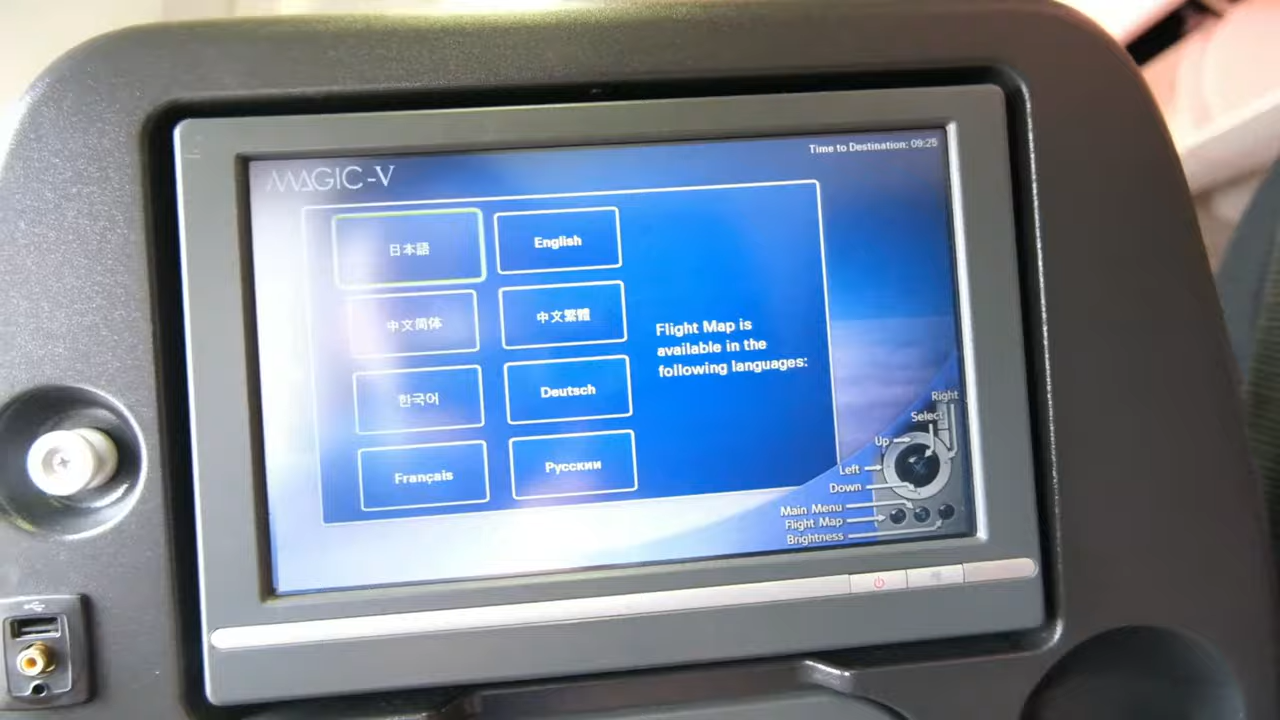 MAGIC-V
Time to Destination: 09:25
日本語
English
中文简体
中文繁體
한국어
Deutsch
Français
Русский
Flight Map is
available in the
following languages:
Right
Select
Up
Left
Down
Main Menu
Flight Map
Brightness